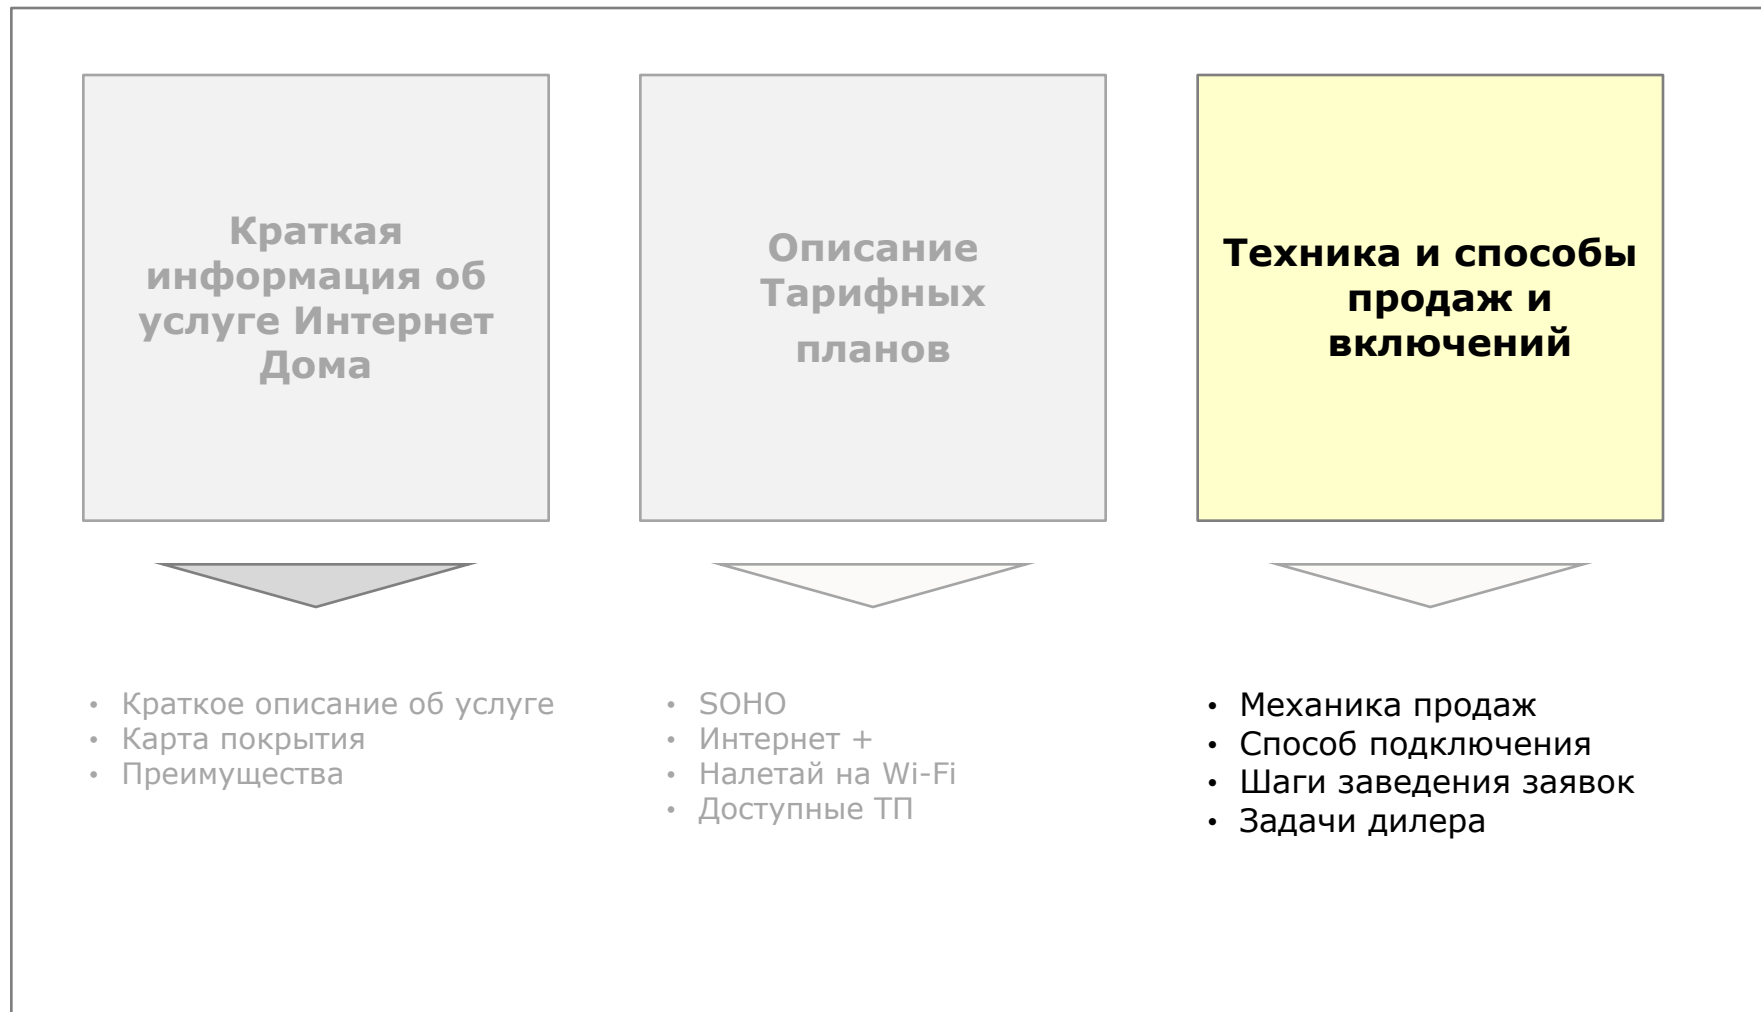 Краткая
информация об
услуге Интернет
Дома
Описание
Тарифных
планов
Техника и способы
продаж и
включений
• Краткое описание об услуге
• Карта покрытия
• Преимущества
• SOHO
• Интернет +
• Налетай на Wi-Fi
• Доступные ТП
• Механика продаж
• Способ подключения
• Шаги заведения заявок
• Задачи дилера